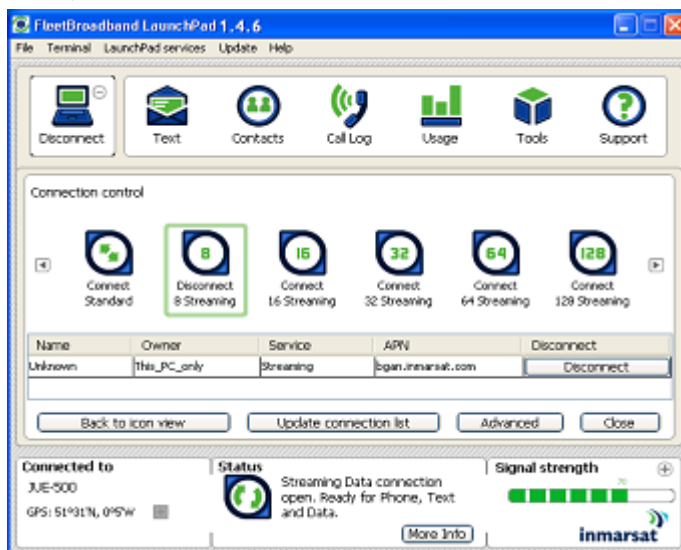 FleetBroadband LaunchPad 1.4.6
File Terminal LaunchPad services Update Help
Disconnect Text Contacts Call Log Usage Tools Support
Connection control
8 16 32 64 128
Connect Disconnect Connect Connect Connect Connect
Standard 8 Streaming 16 Streaming 32 Streaming 64 Streaming 128 Streaming
Name Owner Service APN Disconnect
Unknown This_PC_only Streaming bgan.inmarsat.com Disconnect
Back to icon view Update connection list Advanced Close
Connected to Status Signal strength
JUE-500
GPS: 51°31'N, 0°5'W
Streaming Data connection
open. Ready for Phone, Text
and Data.
More Info
70
inmarsat